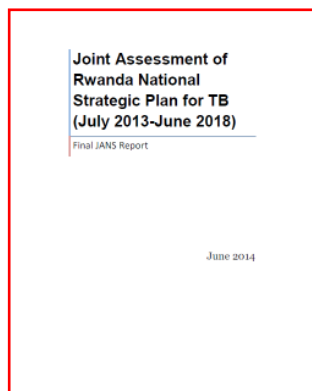 Joint Assessment of
Rwanda National
Strategic Plan for TB
(July 2013-June 2018)
Final JANS Report
June 2014